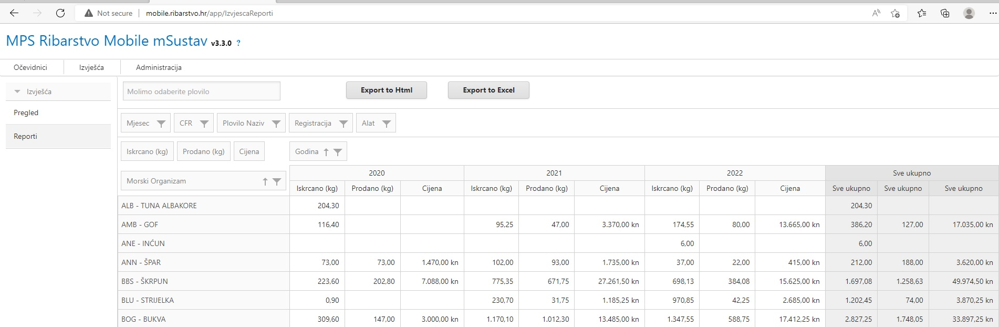 Not secure | mobile.ribarstvo.hr/app/IzvjescaReporti
MPS Ribarstvo Mobile mSustav v3.3.0 ?
Očevidnici Izvješća Administracija
Izvješća
Pregled
Reporti
Molimo odaberite plovilo Export to Html Export to Excel
Mjesec CFR Plovilo Naziv Registracija Alat
Iskrcano (kg) Prodano (kg) Cijena Godina
Morski Organizam
2020 2021 2022 Sve ukupno
Iskrcano (kg) Prodano (kg) Cijena Iskrcano (kg) Prodano (kg) Cijena Iskrcano (kg) Prodano (kg) Cijena Sve ukupno Sve ukupno Sve ukupno
ALB - TUNA ALBAKORE 204,30 204,30
AMB - GOF 116,40 95,25 47,00 3.370,00 kn 174,55 80,00 13.665,00 kn 386,20 127,00 17.035,00 kn
ANE - INĆUN 6,00 6,00
ANN - ŠPAR 73,00 73,00 1.470,00 kn 102,00 93,00 1.735,00 kn 37,00 22,00 415,00 kn 212,00 188,00 3.620,00 kn
BBS - ŠKRPUN 223,60 202,80 7.088,00 kn 775,35 671,75 27.261,50 kn 698,13 384,08 15.625,00 kn 1.697,08 1.258,63 49.974,50 kn
BLU - STRIJELKA 0,90 230,70 31,75 1.185,25 kn 970,85 42,25 2.685,00 kn 1.202,45 74,00 3.870,25 kn
BOG - BUKVA 309,60 147,00 3.000,00 kn 1.170,10 1.012,30 13.485,00 kn 1.347,55 588,75 17.412,25 kn 2.827,25 1.748,05 33.897,25 kn